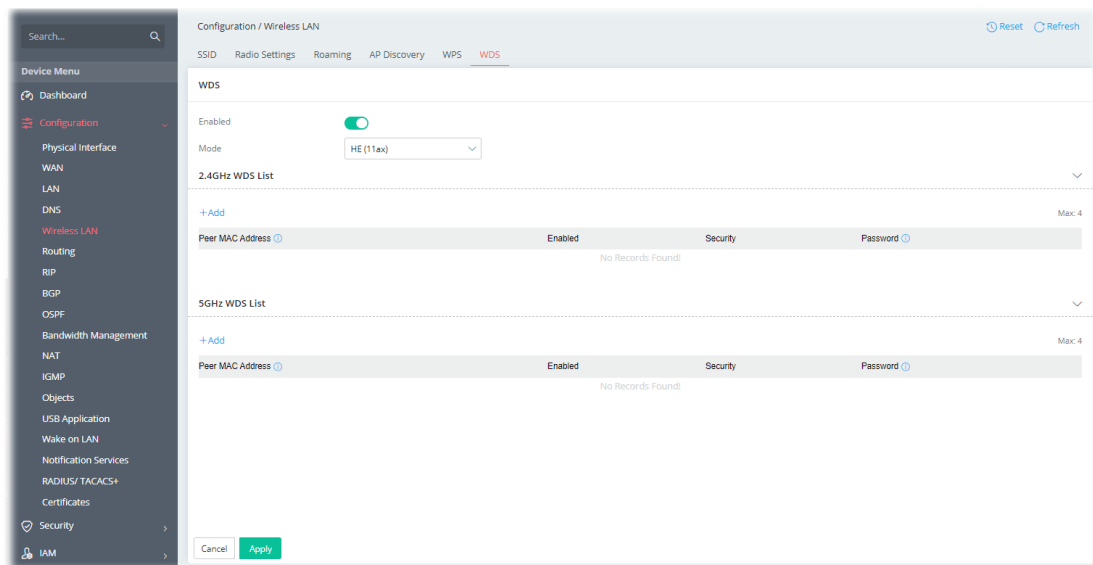 Search...
Device Menu
Dashboard
Configuration
Physical Interface
WAN
LAN
DNS
Wireless LAN
Routing
RIP
BGP
OSPF
Bandwidth Management
NAT
IGMP
Objects
USB Application
Wake on LAN
Notification Services
RADIUS/ TACACS+
Certificates
Security
IAM
Configuration / Wireless LAN
Reset Refresh
SSID Radio Settings Roaming AP Discovery WPS WDS
WDS
Enabled
Mode HE (11ax)
2.4GHz WDS List
+Add Max: 4
Peer MAC Address Enabled Security Password
No Records Found!
5GHz WDS List
+Add Max: 4
Peer MAC Address Enabled Security Password
No Records Found!
Cancel Apply